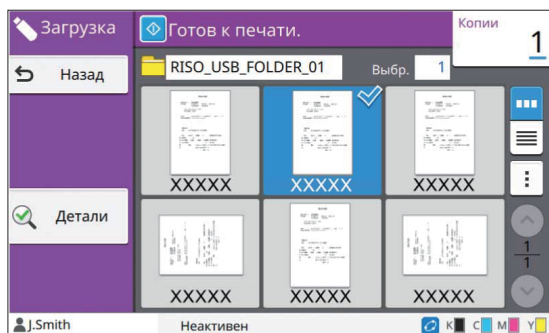 Загрузка
Готов к печати.
Копии
1
Назад
RISO_USB_FOLDER_01
Выбр. 1
XXXXX XXXXX XXXXX
Детали
1
1
XXXXX XXXXX XXXXX
J.Smith
Неактивен
K C M Y